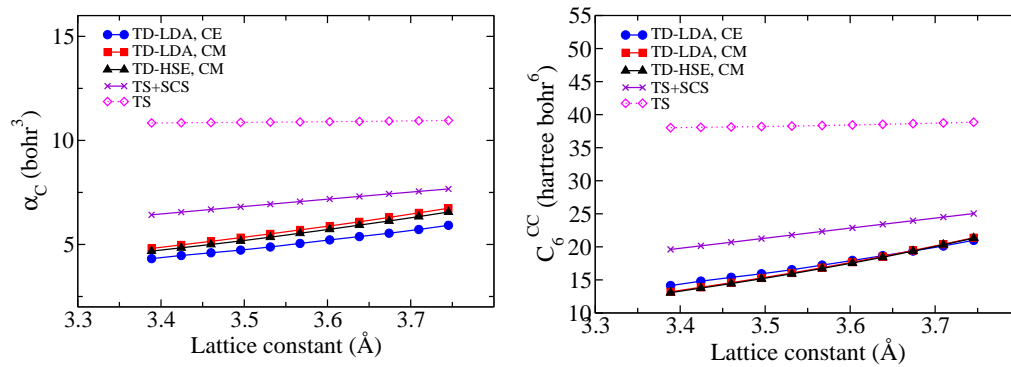 15
10
5
α_C (bohr^3)
TD-LDA, CE
TD-LDA, CM
TD-HSE, CM
TS+SCS
TS
3.3 3.4 3.5 3.6 3.7
Lattice constant (Å)
55
50
45
40
35
30
25
20
15
10
C_6^CC (hartree bohr^6)
TD-LDA, CE
TD-LDA, CM
TD-HSE, CM
TS+SCS
TS
3.3 3.4 3.5 3.6 3.7
Lattice constant (Å)